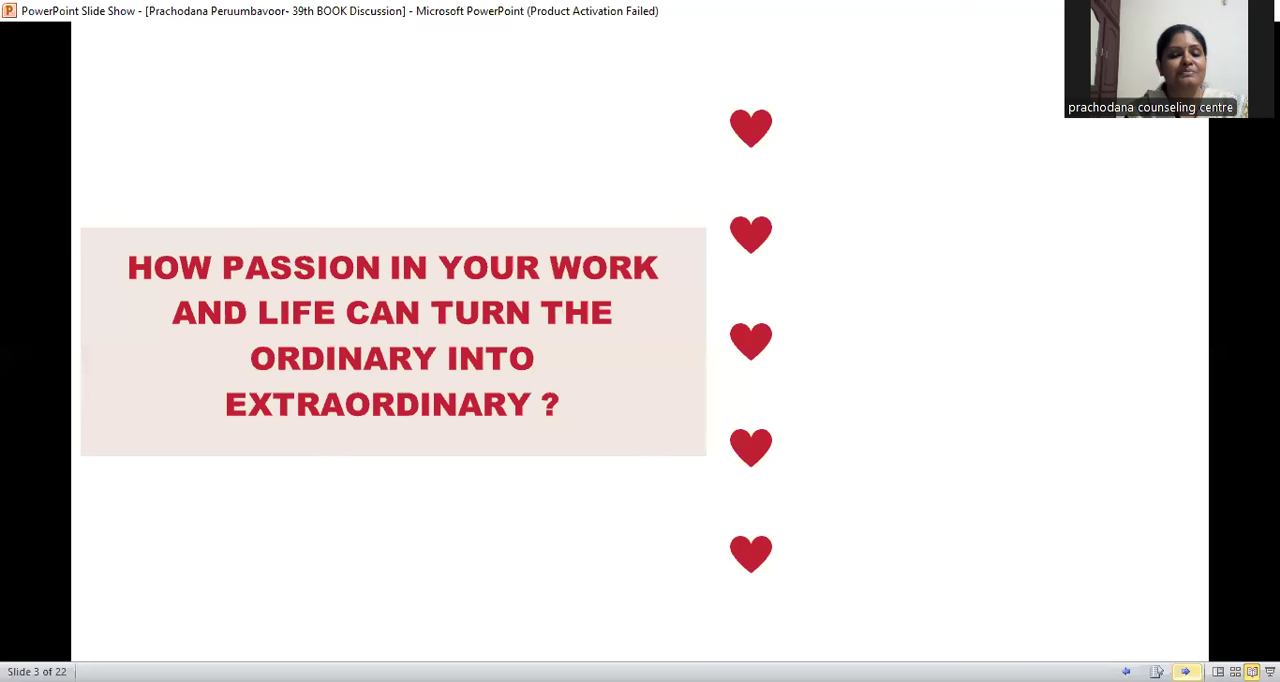 PowerPoint Slide Show - [Prachodana Peruumbavoor- 39th BOOK Discussion] - Microsoft PowerPoint (Product Activation Failed)
prachodana counseling centre
HOW PASSION IN YOUR WORK
AND LIFE CAN TURN THE
ORDINARY INTO
EXTRAORDINARY ?
Slide 3 of 22